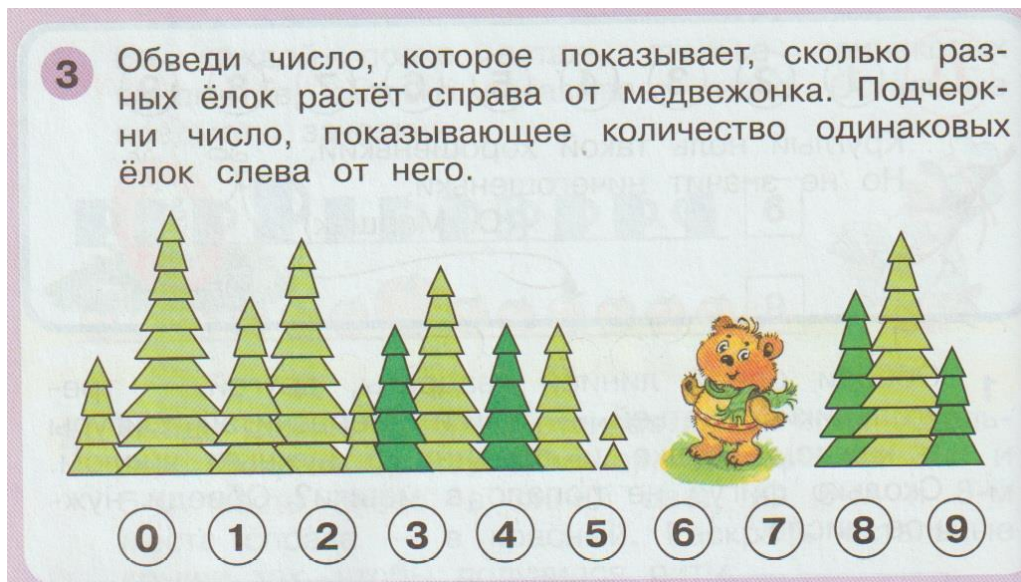 3
Обведи число, которое показывает, сколько раз-
ных ёлок растёт справа от медвежонка. Подчерк-
ни число, показывающее количество одинаковых
ёлок слева от него.
0 1 2 3 4 5 6 7 8 9